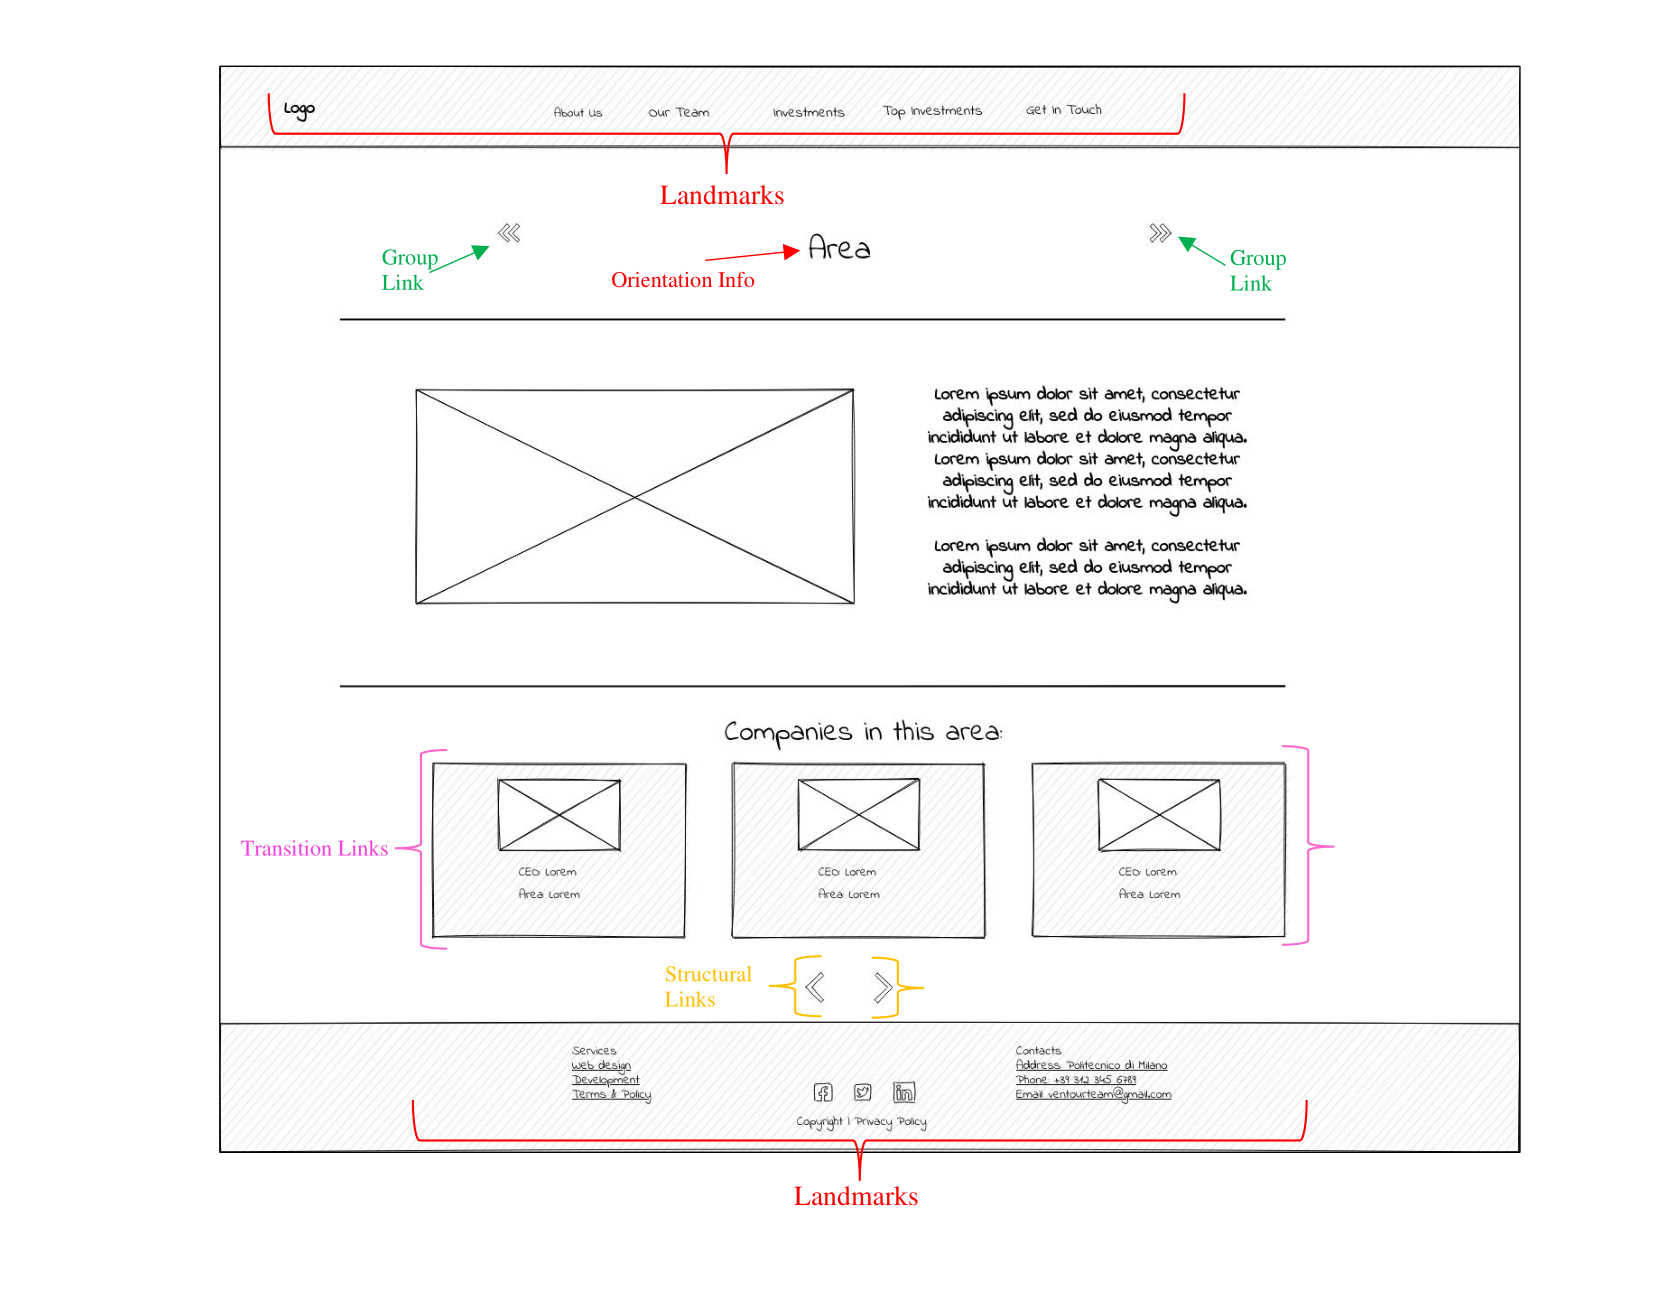 Logo
About Us
Our Team
Investments
Top Investments
Get In Touch
Landmarks
Group
Link
Orientation Info
Area
Group
Link
Lorem ipsum dolor sit amet, consectetur
adipiscing elit, sed do eiusmod tempor
incididunt ut labore et dolore magna aliqua.
Lorem ipsum dolor sit amet, consectetur
adipiscing elit, sed do eiusmod tempor
incididunt ut labore et dolore magna aliqua.
Lorem ipsum dolor sit amet, consectetur
adipiscing elit, sed do eiusmod tempor
incididunt ut labore et dolore magna aliqua.
Companies in this area:
Transition Links
CEO: Lorem
Area: Lorem
CEO: Lorem
Area: Lorem
CEO: Lorem
Area: Lorem
Structural
Links
Services
Web design
Development
Terms & Policy
Copyright | Privacy Policy
Contacts
Address: Politecnico di Milano
Phone: +39 312 345 6789
Email: ventourteam@gmail.com
Landmarks